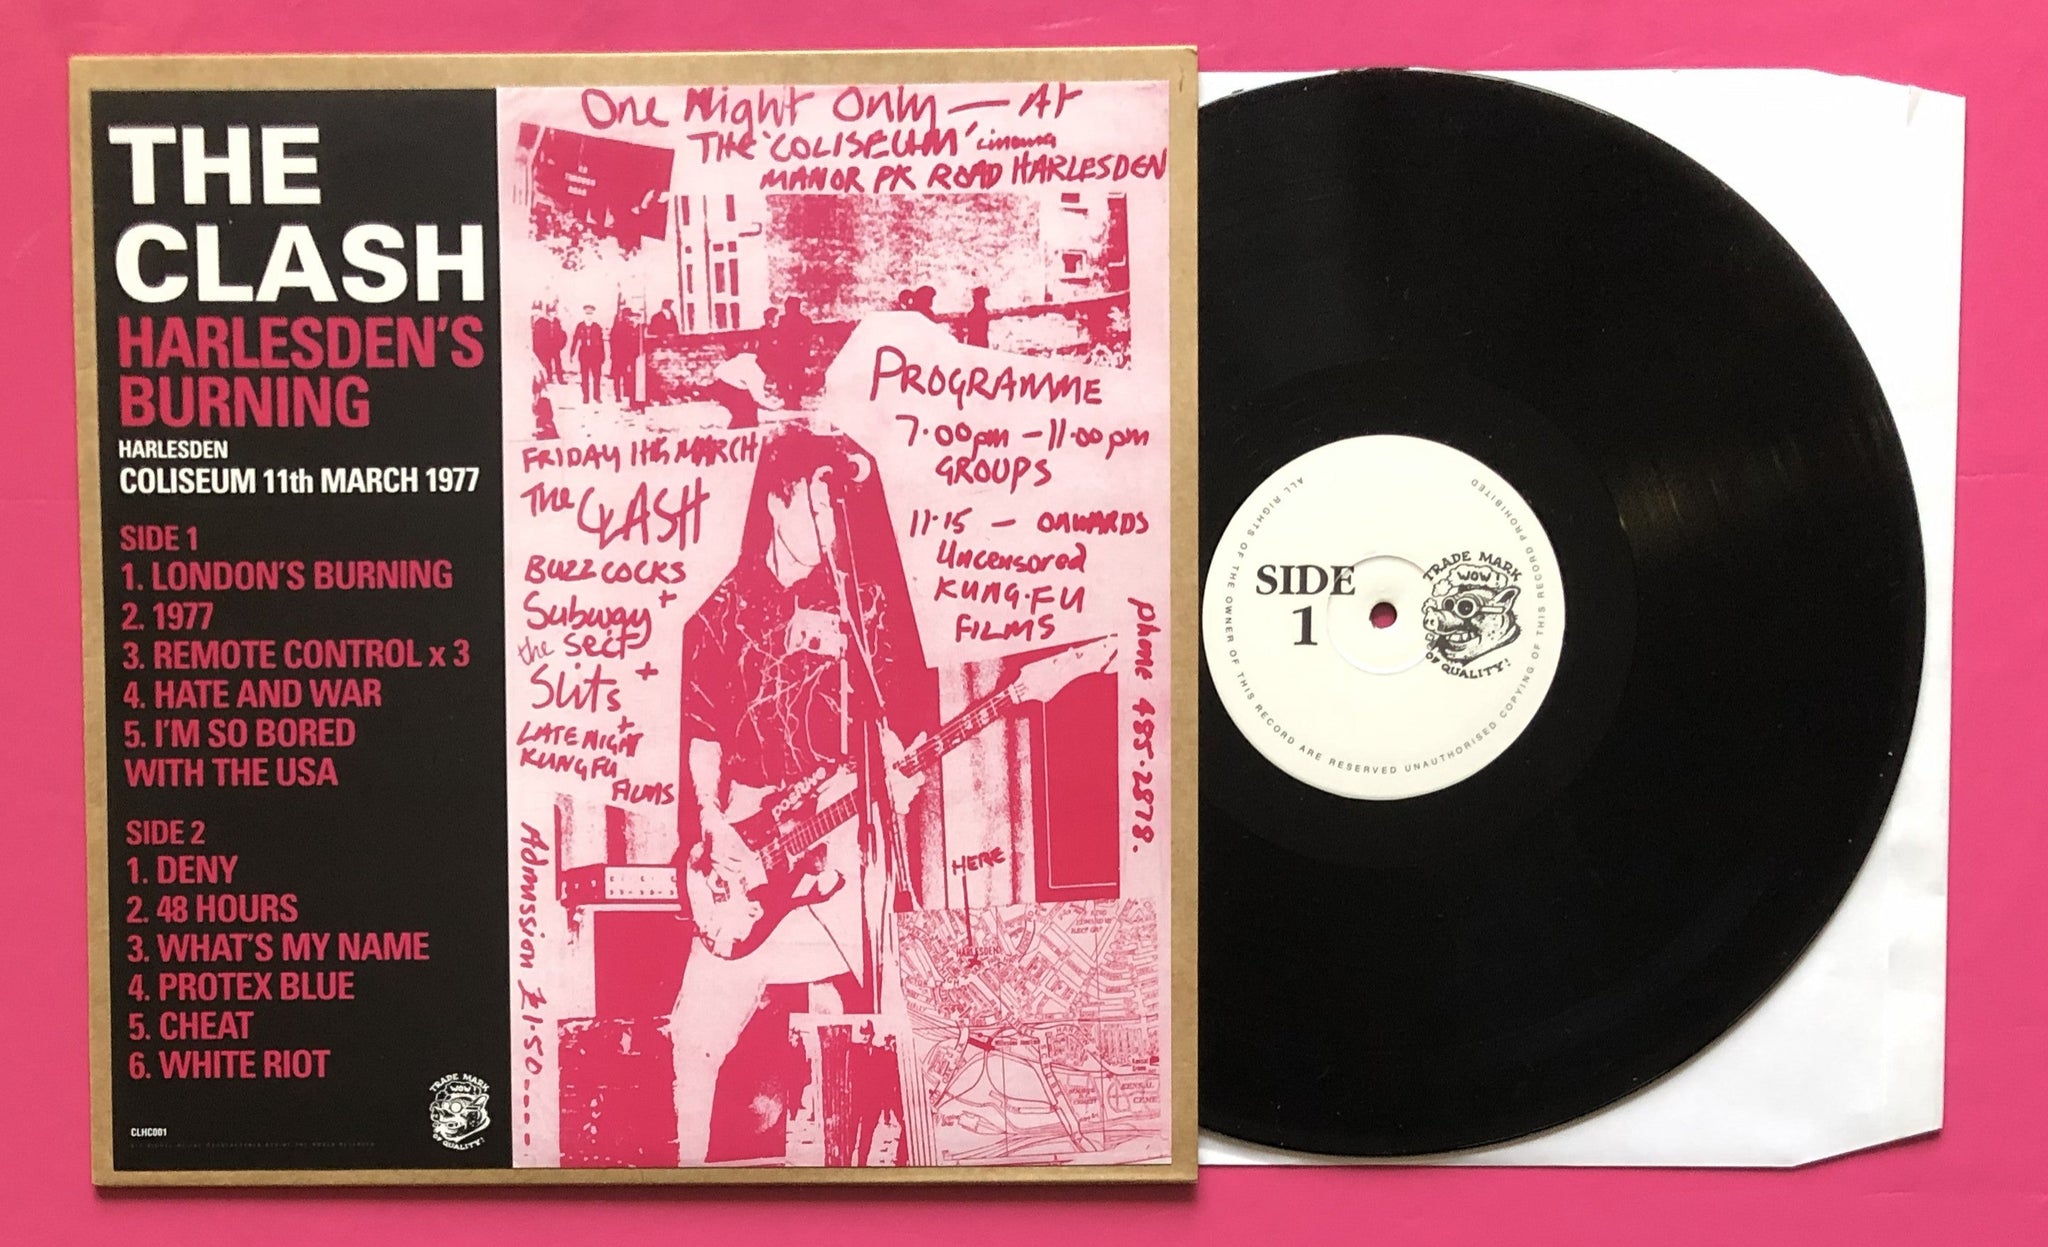 THE
CLASH
HARLESDEN'S
BURNING
HARLESDEN
COLISEUM 11th MARCH 1977
SIDE 1
1. LONDON'S BURNING
2. 1977
3. REMOTE CONTROL x 3
4. HATE AND WAR
5. I'M SO BORED
WITH THE USA
SIDE 2
1. DENY
2. 48 HOURS
3. WHAT'S MY NAME
4. PROTEX BLUE
5. CHEAT
6. WHITE RIOT
CLHC001
TRADE MARK
WOW!
OF QUALITY!
One Night Only — At
THE 'COLISEUM' cinema
MANOR PK ROAD HARLESDEN
PROGRAMME
7.00pm – 11.00pm
GROUPS
11.15 – ONWARDS
Uncensored
KUNG.FU
FILMS
FRIDAY 11th MARCH
The CLASH
BUZZCOCKS
+
Subway
the Sect
+
Slits
+
LATE NIGHT
KUNG FU
FILMS
Admission £1.50----
phone 485.2878.
HERE
HARLESDEN
SIDE
1
TRADE MARK
WOW!
OF QUALITY!
ALL RIGHTS OF THE OWNER OF THIS RECORD ARE RESERVED UNAUTHORISED COPYING OF THIS RECORD PROHIBITED